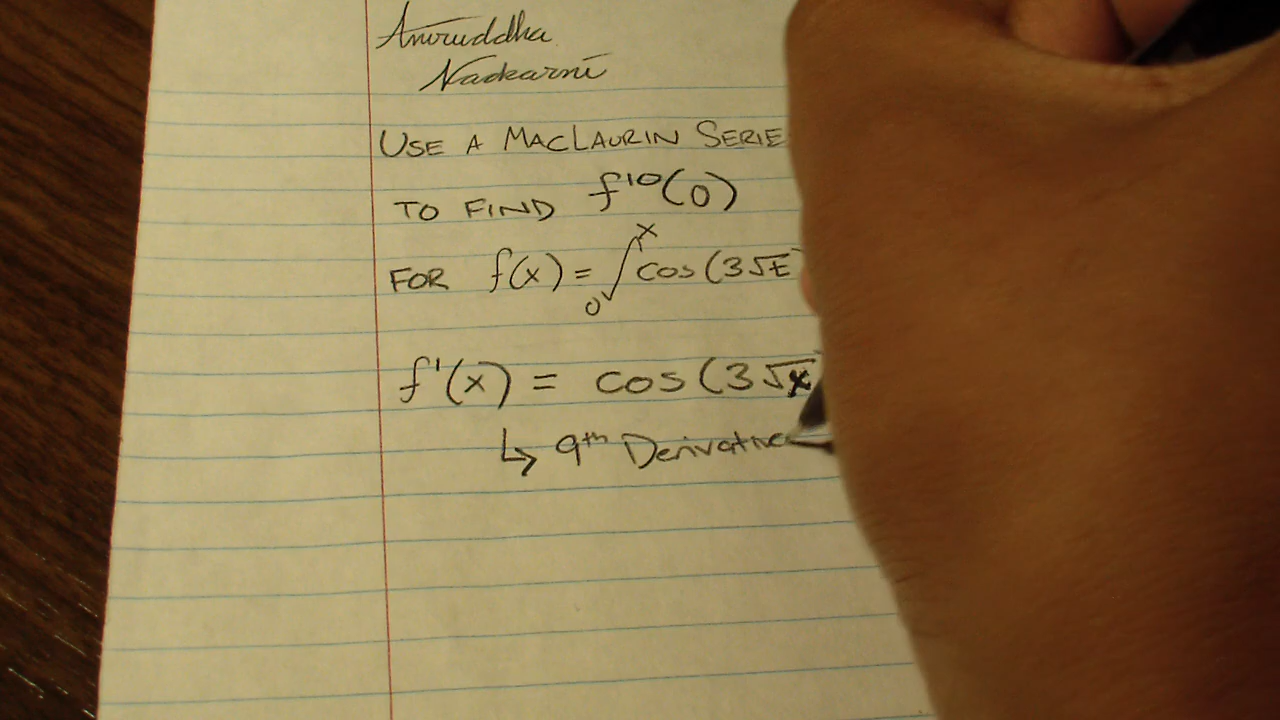 Aniruddha
Nadkarni
USE A MACLAURIN SERIE
TO FIND f¹⁰(0)
FOR f(x) = ∫₀ˣ cos(3√t
f'(x) = cos(3√x
↳ 9th Derivative